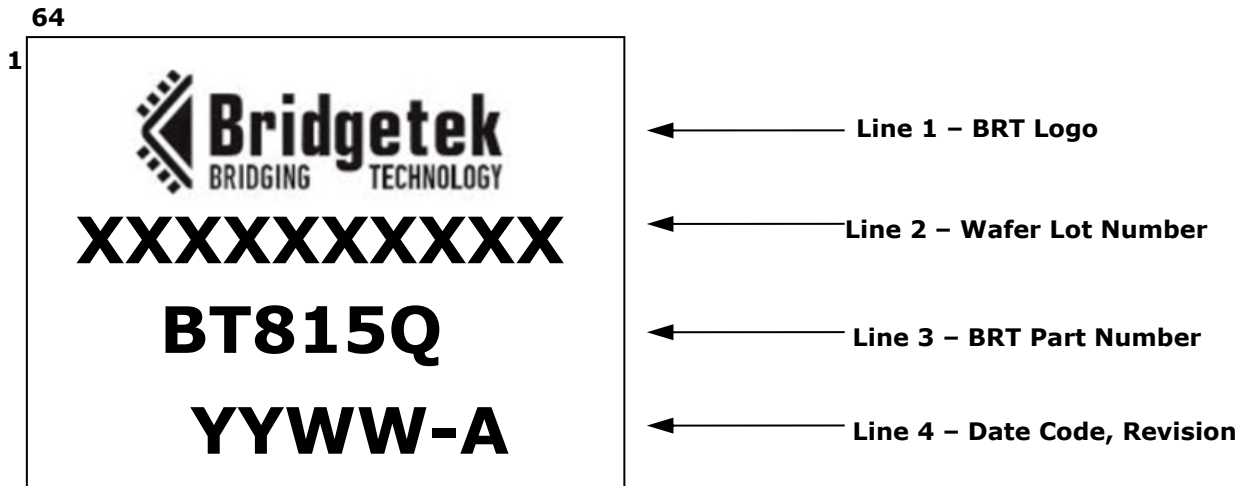 64
1
Bridgetek
BRIDGING TECHNOLOGY
Line 1 – BRT Logo
XXXXXXXXXX
Line 2 – Wafer Lot Number
BT815Q
Line 3 – BRT Part Number
YYWW-A
Line 4 – Date Code, Revision